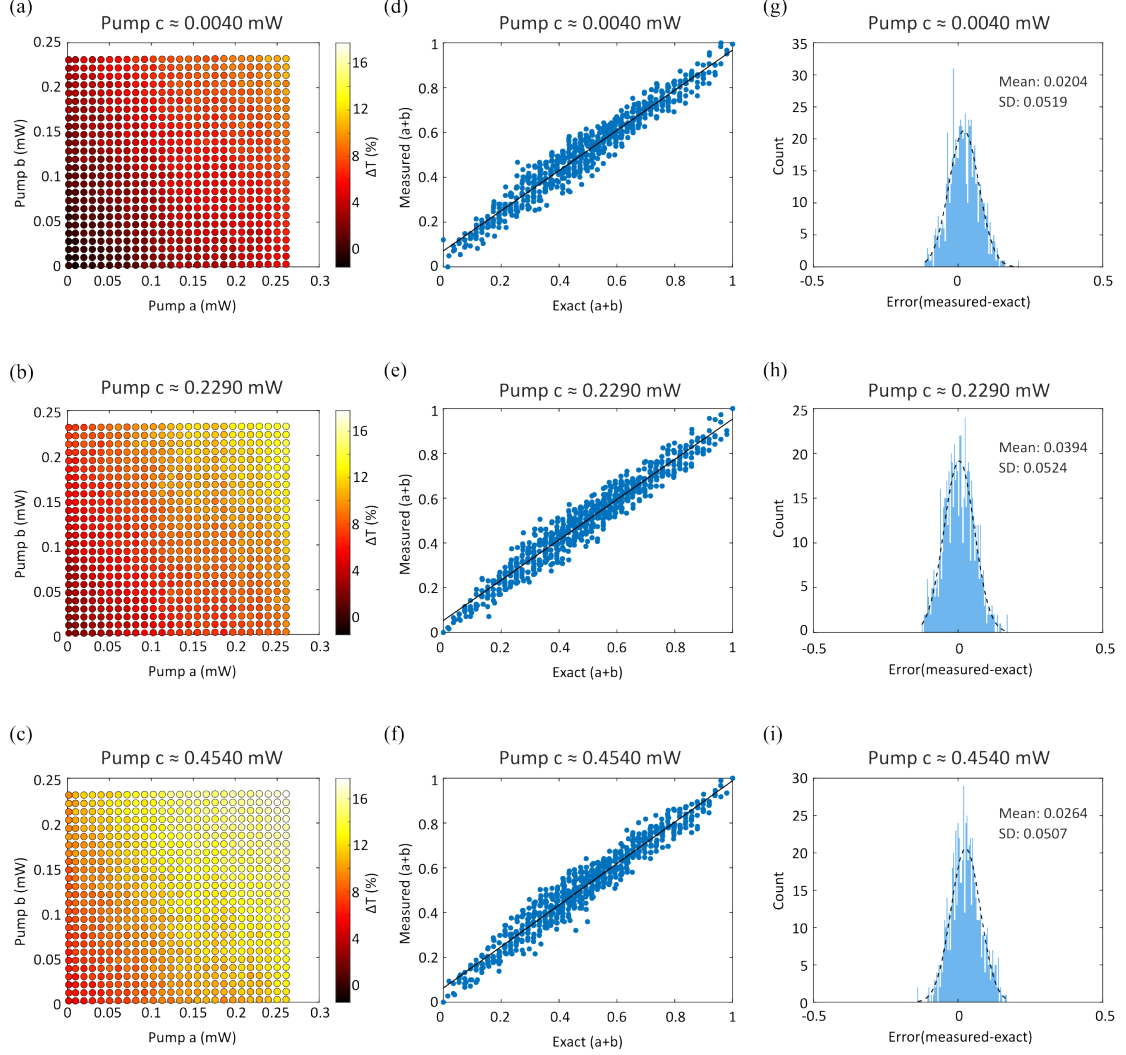 (a)
Pump c ≈ 0.0040 mW
0.25
0.2
0.15
0.1
0.05
0
Pump b (mW)
0
0.05
0.1
0.15
0.2
0.25
0.3
Pump a (mW)
16
12
8
4
0
ΔT (%)
(d)
Pump c ≈ 0.0040 mW
1
0.8
0.6
0.4
0.2
0
Measured (a+b)
0
0.2
0.4
0.6
0.8
1
Exact (a+b)
(g)
Pump c ≈ 0.0040 mW
35
30
25
20
15
10
5
0
Count
Mean: 0.0204
SD: 0.0519
-0.5
0
0.5
Error(measured-exact)
(b)
Pump c ≈ 0.2290 mW
0.25
0.2
0.15
0.1
0.05
0
Pump b (mW)
0
0.05
0.1
0.15
0.2
0.25
0.3
Pump a (mW)
16
12
8
4
0
ΔT (%)
(e)
Pump c ≈ 0.2290 mW
1
0.8
0.6
0.4
0.2
0
Measured (a+b)
0
0.2
0.4
0.6
0.8
1
Exact (a+b)
(h)
Pump c ≈ 0.2290 mW
25
20
15
10
5
0
Count
Mean: 0.0394
SD: 0.0524
-0.5
0
0.5
Error(measured-exact)
(c)
Pump c ≈ 0.4540 mW
0.25
0.2
0.15
0.1
0.05
0
Pump b (mW)
0
0.05
0.1
0.15
0.2
0.25
0.3
Pump a (mW)
16
12
8
4
0
ΔT (%)
(f)
Pump c ≈ 0.4540 mW
1
0.8
0.6
0.4
0.2
0
Measured (a+b)
0
0.2
0.4
0.6
0.8
1
Exact (a+b)
(i)
Pump c ≈ 0.4540 mW
30
25
20
15
10
5
0
Count
Mean: 0.0264
SD: 0.0507
-0.5
0
0.5
Error(measured-exact)